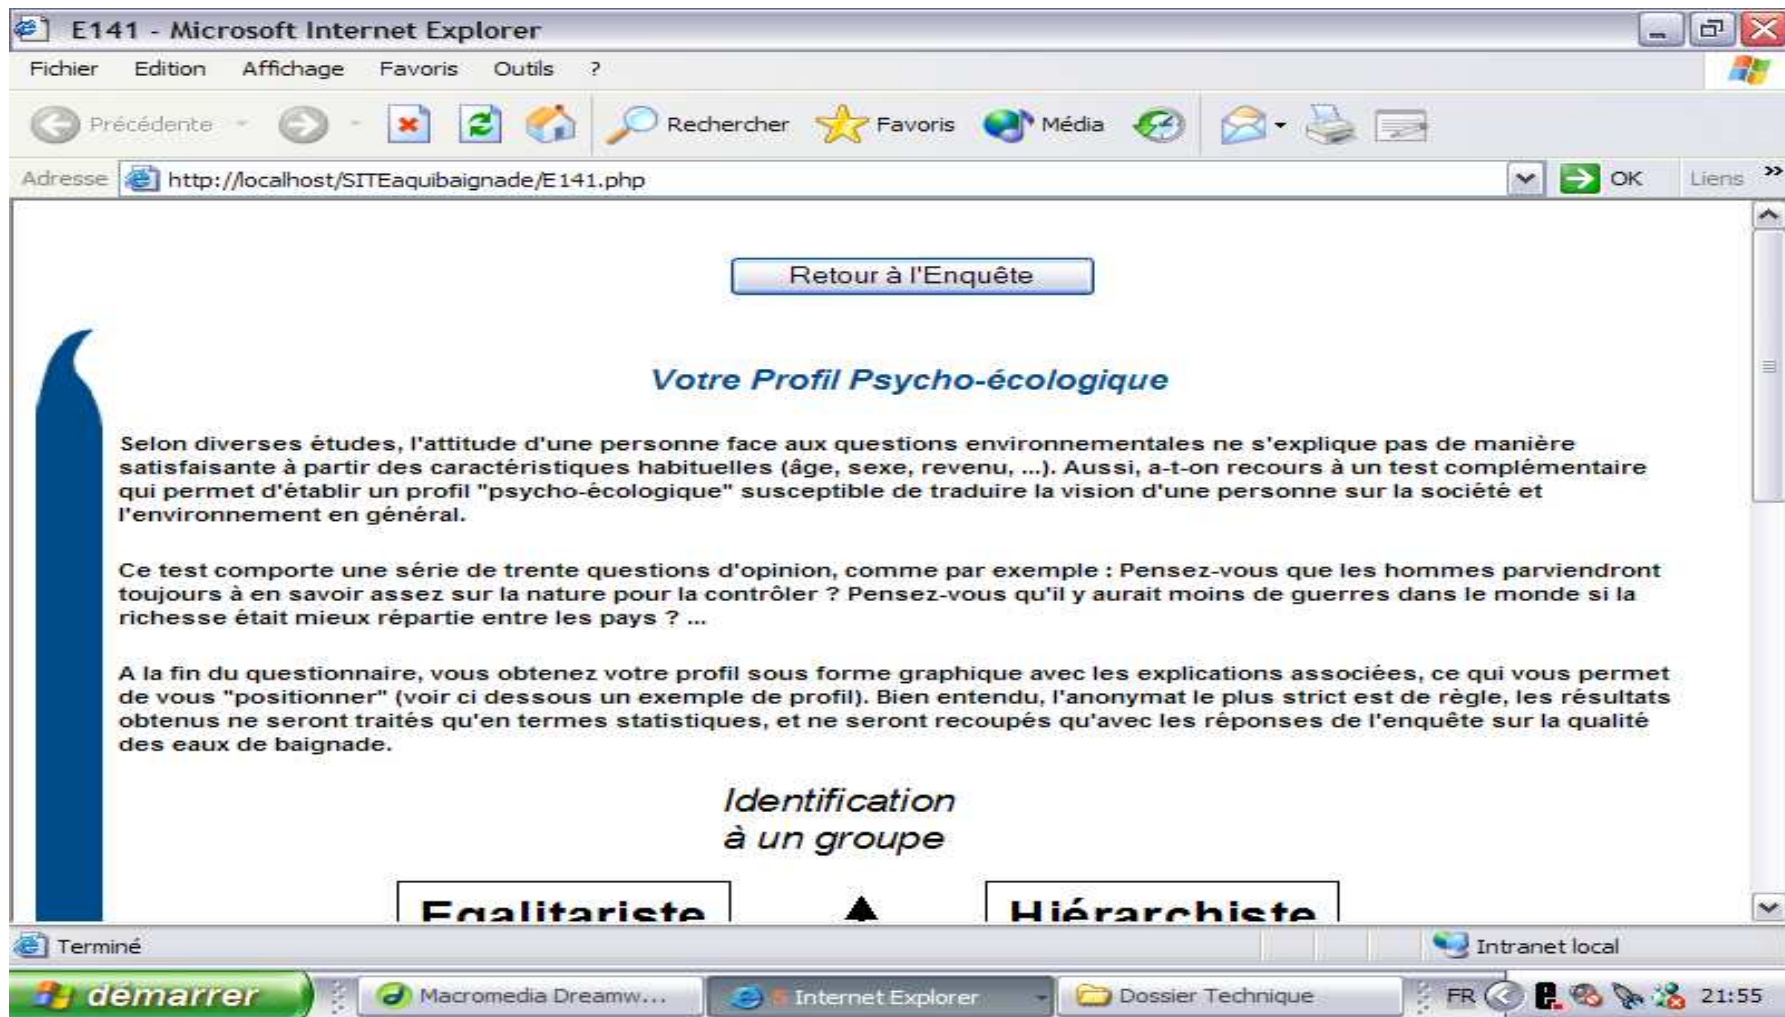 E141 - Microsoft Internet Explorer
Fichier Edition Affichage Favoris Outils ?
Précédente Rechercher Favoris Média
Adresse http://localhost/SITEaquibaignade/E141.php OK Liens »
Retour à l'Enquête
Votre Profil Psycho-écologique
Selon diverses études, l'attitude d'une personne face aux questions environnementales ne s'explique pas de manière
satisfaisante à partir des caractéristiques habituelles (âge, sexe, revenu, ...). Aussi, a-t-on recours à un test complémentaire
qui permet d'établir un profil "psycho-écologique" susceptible de traduire la vision d'une personne sur la société et
l'environnement en général.
Ce test comporte une série de trente questions d'opinion, comme par exemple : Pensez-vous que les hommes parviendront
toujours à en savoir assez sur la nature pour la contrôler ? Pensez-vous qu'il y aurait moins de guerres dans le monde si la
richesse était mieux répartie entre les pays ? ...
A la fin du questionnaire, vous obtenez votre profil sous forme graphique avec les explications associées, ce qui vous permet
de vous "positionner" (voir ci dessous un exemple de profil). Bien entendu, l'anonymat le plus strict est de règle, les résultats
obtenus ne seront traités qu'en termes statistiques, et ne seront recoupés qu'avec les réponses de l'enquête sur la qualité
des eaux de baignade.
Identification
à un groupe
Egalitariste Hiérarchiste
Terminé Intranet local
démarrer Macromedia Dreamw... 5 Internet Explorer Dossier Technique FR 21:55